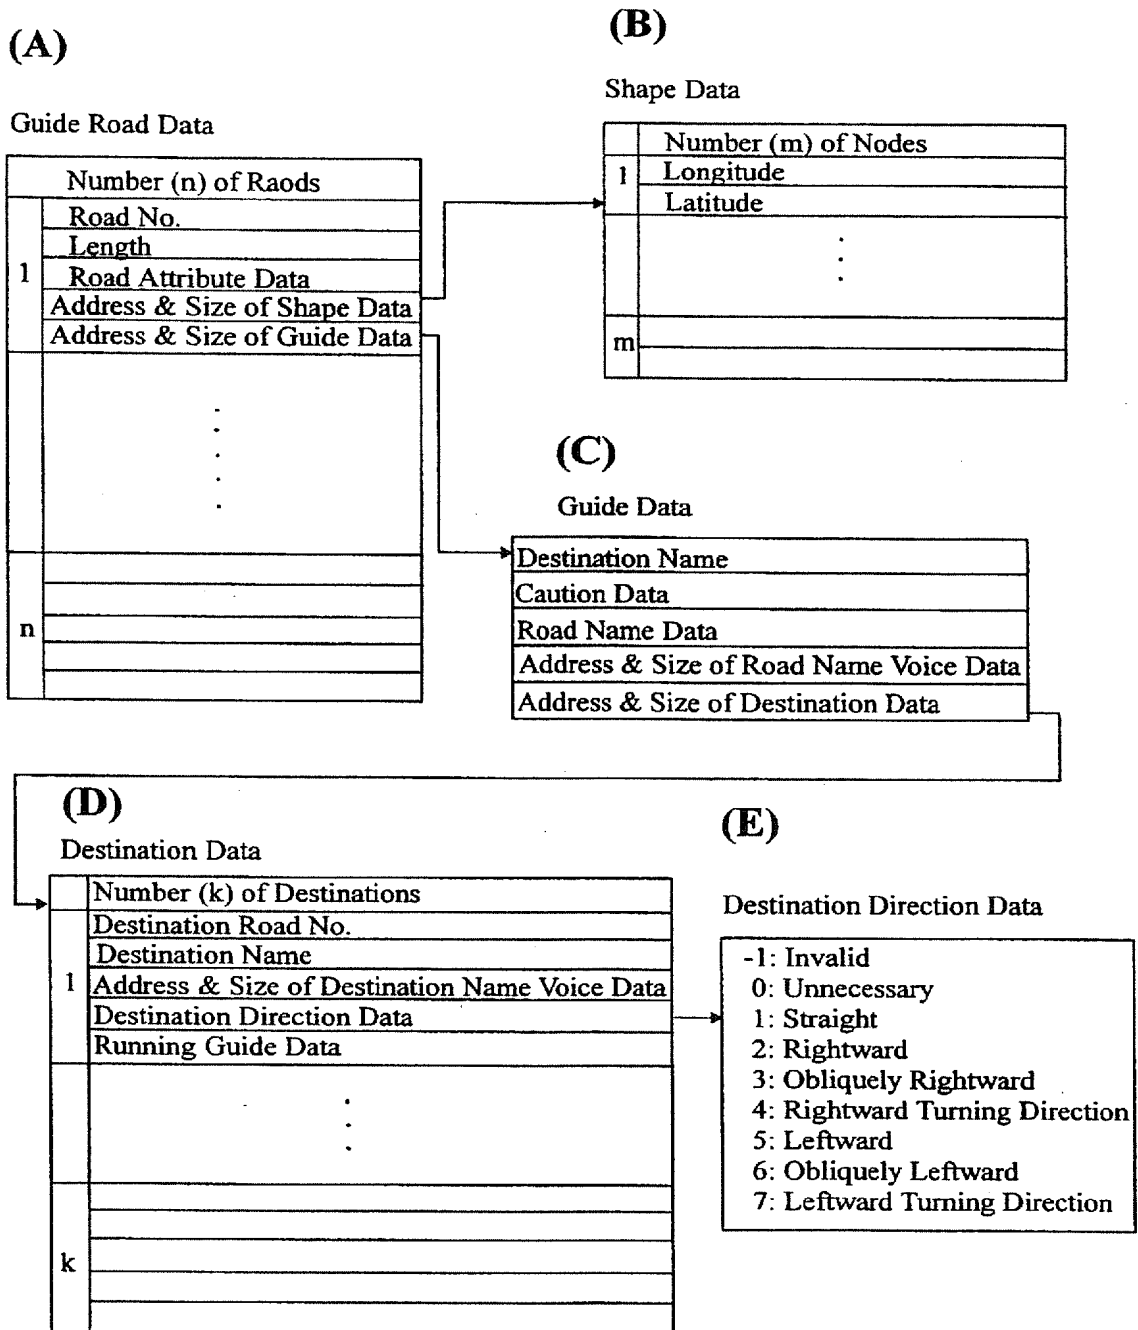 (A)
Guide Road Data
Number (n) of Raods
1
Road No.
Length
Road Attribute Data
Address & Size of Shape Data
Address & Size of Guide Data
n
(B)
Shape Data
Number (m) of Nodes
1
Longitude
Latitude
m
(C)
Guide Data
Destination Name
Caution Data
Road Name Data
Address & Size of Road Name Voice Data
Address & Size of Destination Data
(D)
Destination Data
Number (k) of Destinations
1
Destination Road No.
Destination Name
Address & Size of Destination Name Voice Data
Destination Direction Data
Running Guide Data
k
(E)
Destination Direction Data
-1: Invalid
0: Unnecessary
1: Straight
2: Rightward
3: Obliquely Rightward
4: Rightward Turning Direction
5: Leftward
6: Obliquely Leftward
7: Leftward Turning Direction